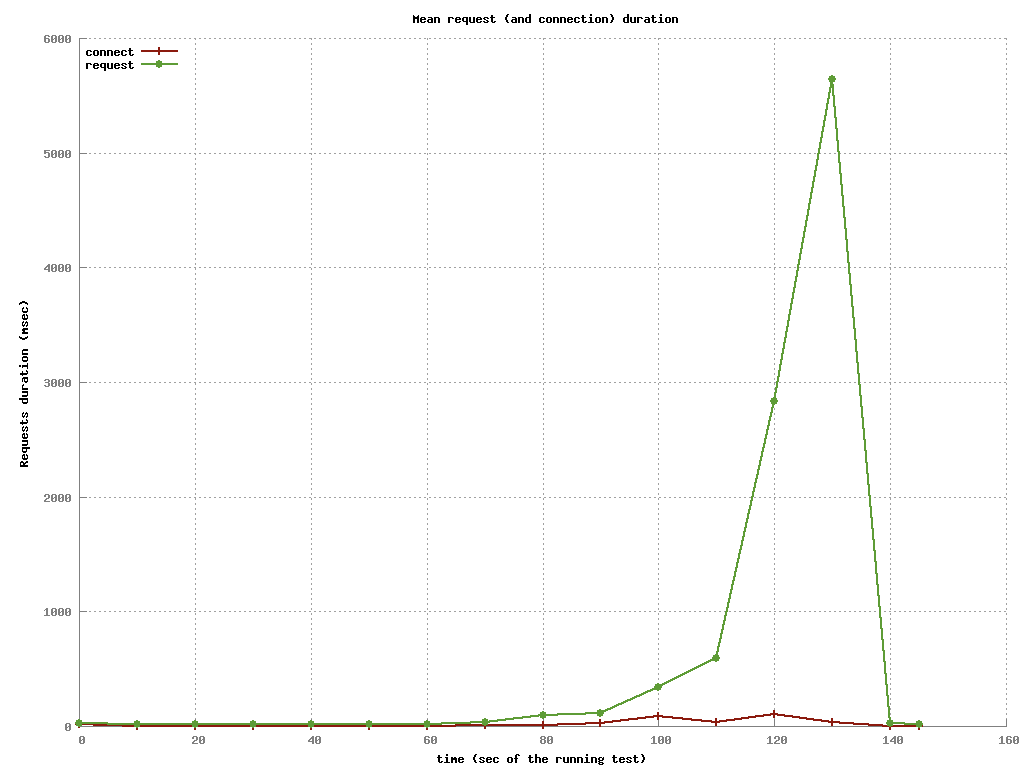 Mean request (and connection) duration
6000
connect
request
5000
4000
3000
Requests duration (msec)
2000
1000
0
0 20 40 60 80 100 120 140 160
time (sec of the running test)